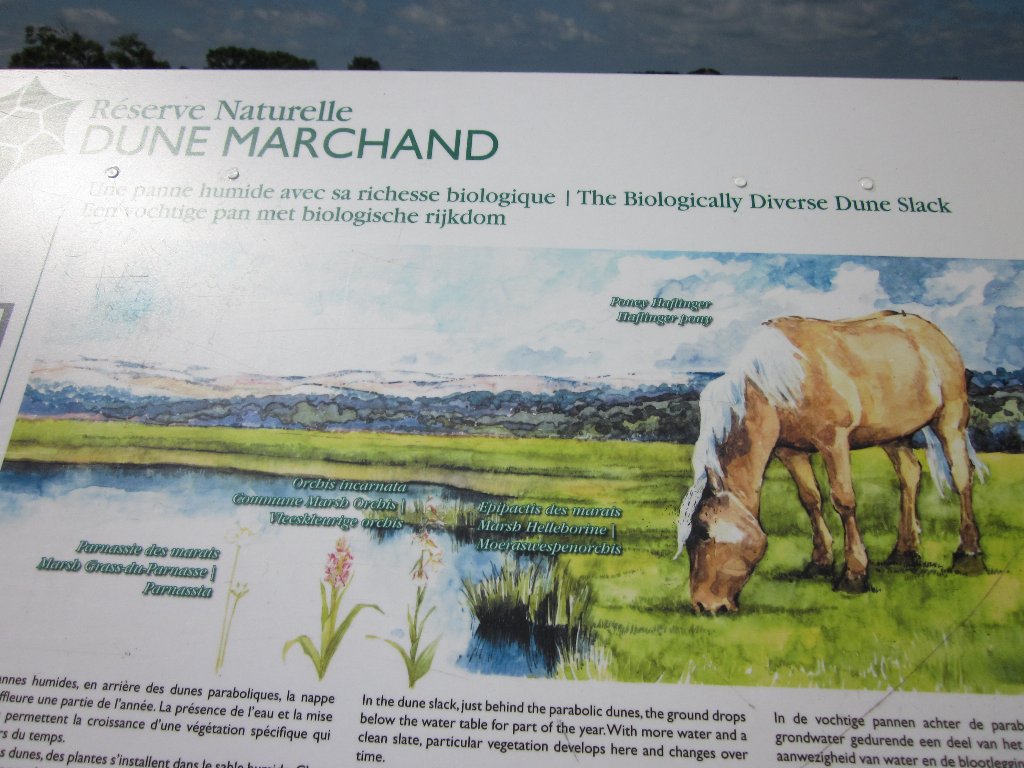 Réserve Naturelle
DUNE MARCHAND
Une panne humide avec sa richesse biologique | The Biologically Diverse Dune Slack
Een vochtige pan met biologische rijkdom
Poney Haflinger
Haflinger pony
Orchis incarnata
Commune Marsh Orchis |
Vleeskleurige orchis
Epipactis des marais
Marsh Helleborine |
Moeraswespenorchis
Parnassie des marais
Marsh Grass-du-Parnasse |
Parnassia
annes humides, en arrière des dunes paraboliques, la nappe
ffleure une partie de l'année. La présence de l'eau et la mise
permettent la croissance d'une végétation spécifique qui
rs du temps.
s dunes, des plantes s'installent dans le sable humide.
In the dune slack, just behind the parabolic dunes, the ground drops
below the water table for part of the year. With more water and a
clean slate, particular vegetation develops here and changes over
time.
In de vochtige pannen achter de parab
grondwater gedurende een deel van het
aanwezigheid van water en de blootleggin